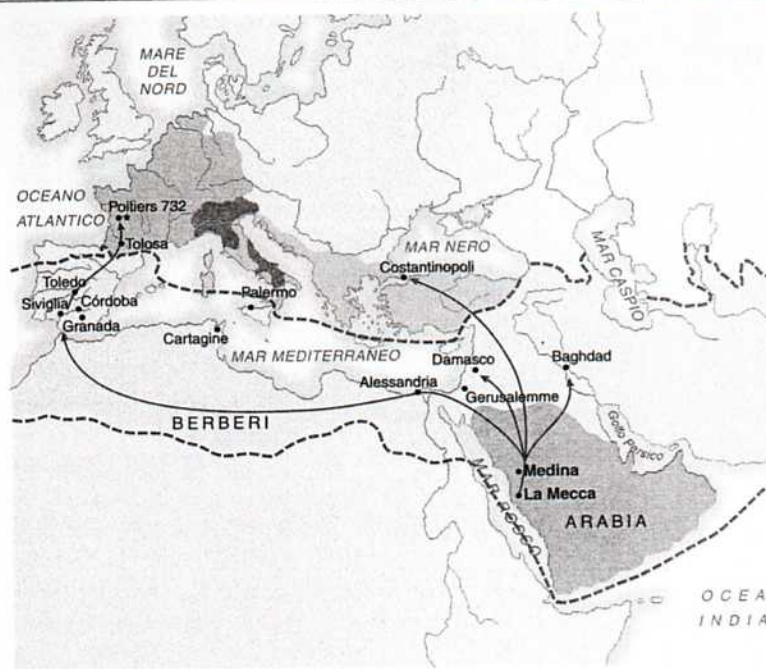 MARE
DEL
NORD
OCEANO
ATLANTICO
Poitiers 732
Tolosa
MAR NERO
MAR CASPIO
Costantinopoli
Toledo
Siviglia
Córdoba
Granada
Palermo
Cartagine
MAR MEDITERRANEO
Damasco
Baghdad
Alessandria
Gerusalemme
BERBERI
Golfo Persico
Medina
La Mecca
MAR ROSSO
ARABIA
OCEA
INDIA